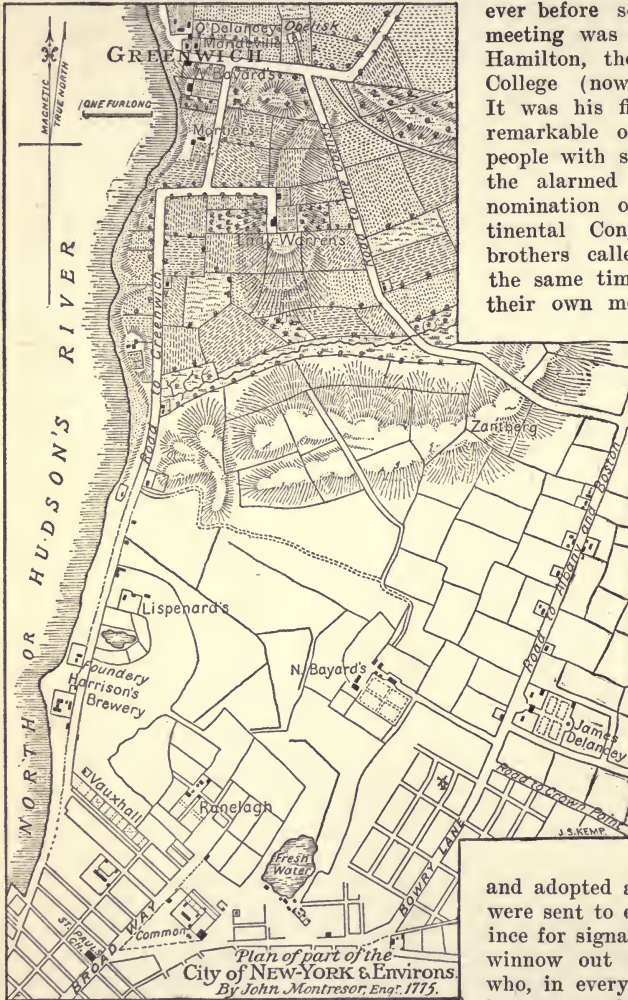 ever before s
meeting was
Hamilton, the
College (now
It was his fi
remarkable o
people with s
the alarmed
nomination o
tinental Con
brothers calle
the same tim
their own m
MAGNETIC
TRUE NORTH
ONE FURLONG
O. Delancey
Obelisk
Mandeville
GREENWICH
W. Bayard's
Mortier's
Lady Warren's
Road to Greenwich
Zantberg
NORTH OR HUDSON'S RIVER
Road to Albany and Boston
Lispenard's
Foundery
Harrison's
Brewery
N. Bayard's
James
Delancey
Road to Crown Point
J.S. KEMP.
Vauxhall
Ranelagh
Fresh
Water
BOWRY LANE
ST PAULS
CH.
BROAD WAY
Common
Plan of part of the
City of NEW-YORK & Environs.
By John Montresor, Engr. 1775.
and adopted a
were sent to e
ince for signa
winnow out
who, in every